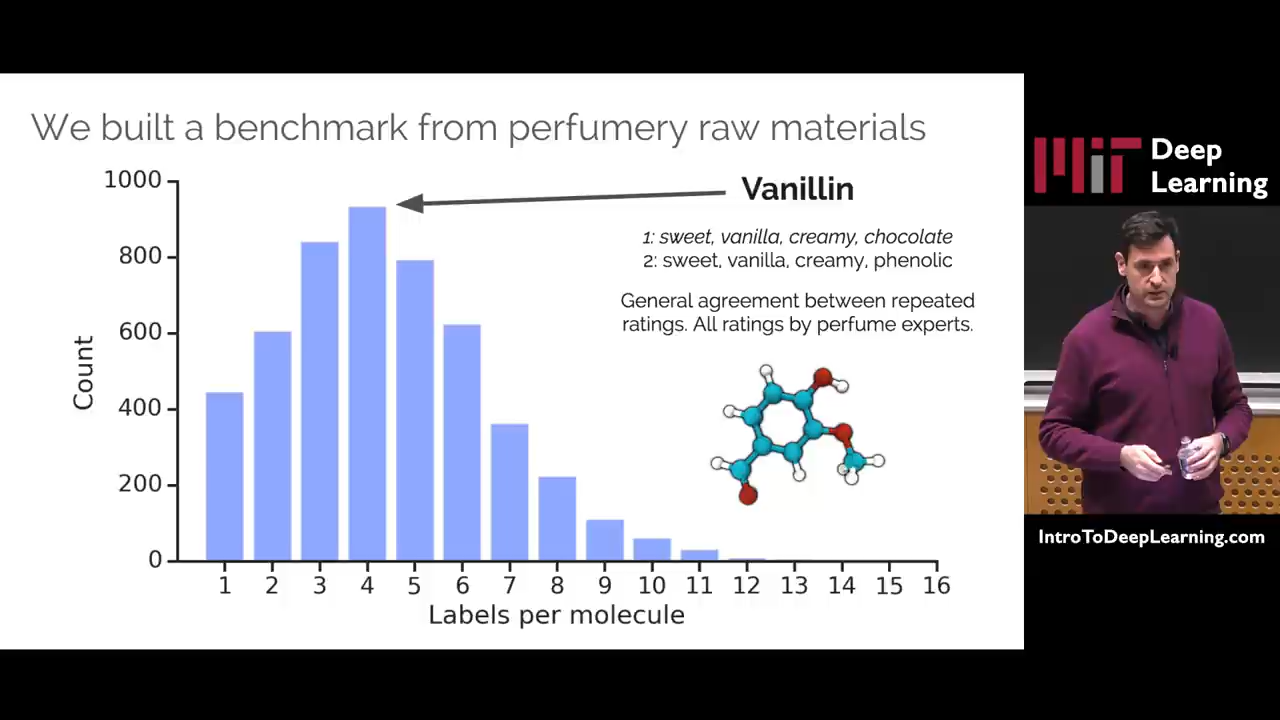 We built a benchmark from perfumery raw materials
1000
800
600
400
200
0
Count
1 2 3 4 5 6 7 8 9 10 11 12 13 14 15 16
Labels per molecule
Vanillin
1: sweet, vanilla, creamy, chocolate
2: sweet, vanilla, creamy, phenolic
General agreement between repeated
ratings. All ratings by perfume experts.
MIT Deep
Learning
IntroToDeepLearning.com